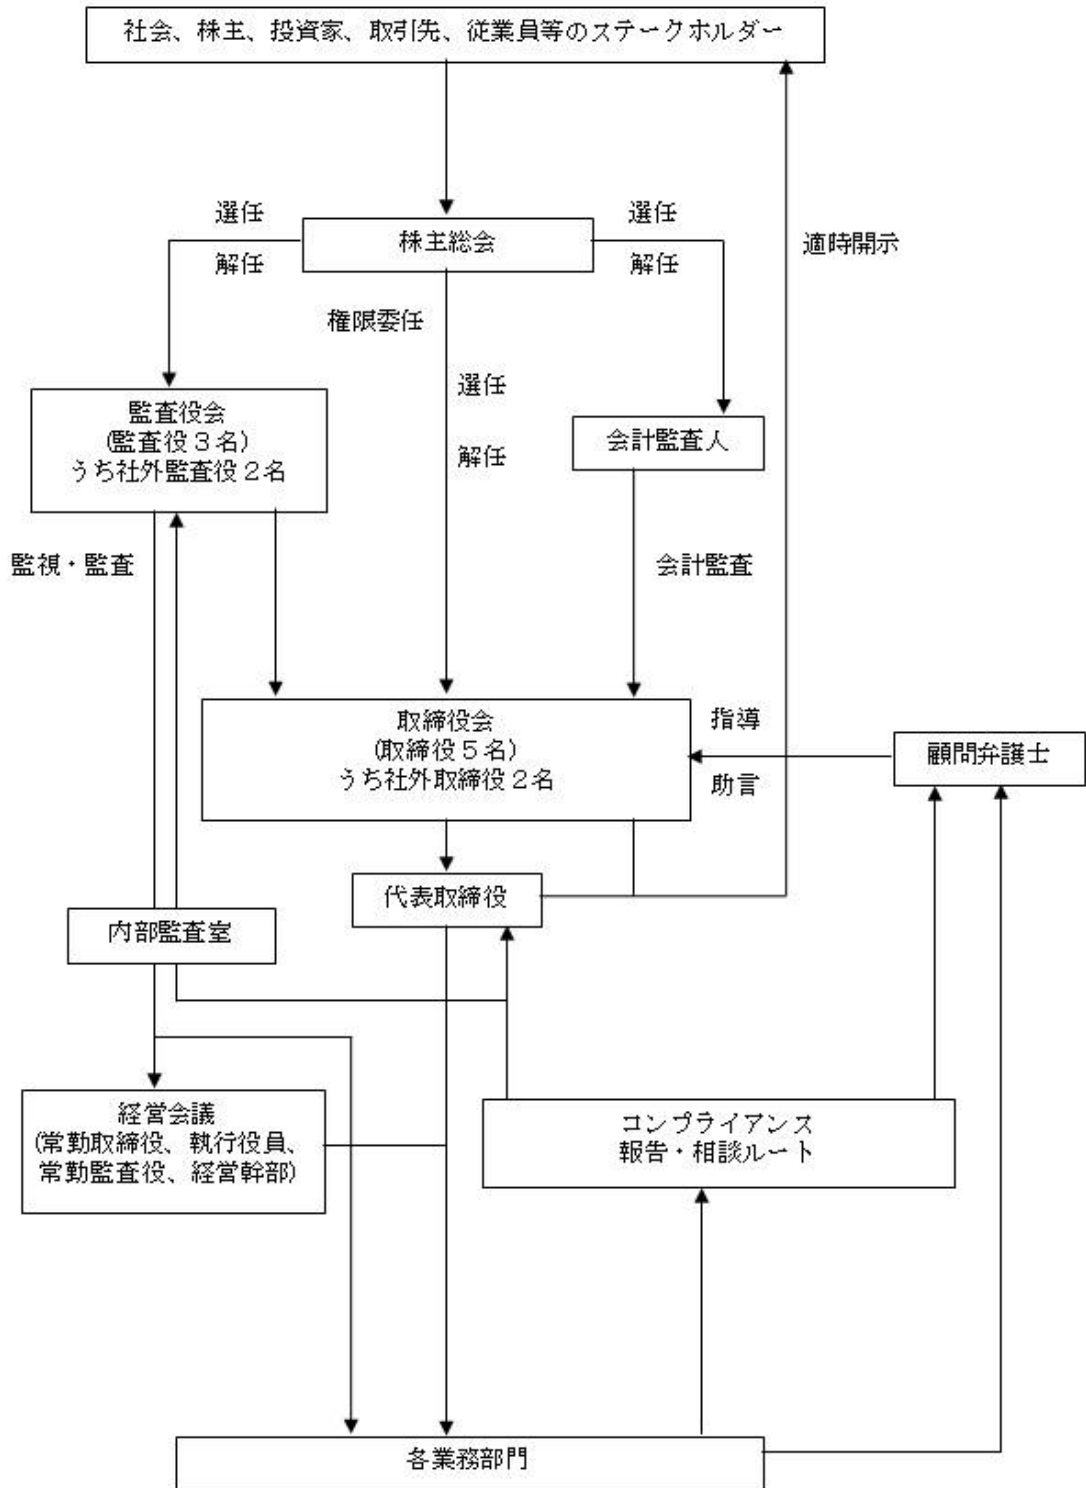 社会、株主、投資家、取引先、従業員等のステークホルダー
選任
選任
株主総会
適時開示
解任
解任
権限委任
選任
監査役会
(監査役３名)
うち社外監査役２名
会計監査人
解任
監視・監査
会計監査
取締役会
(取締役５名)
うち社外取締役２名
指導
助言
顧問弁護士
代表取締役
内部監査室
経営会議
(常勤取締役、執行役員、
常勤監査役、経営幹部)
コンプライアンス
報告・相談ルート
各業務部門